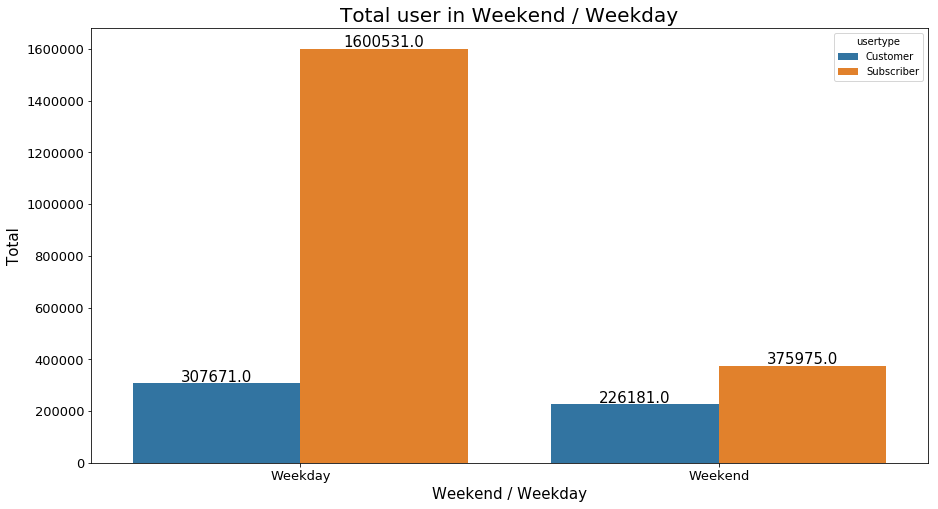 Total user in Weekend / Weekday
usertype
Customer
Subscriber
1600531.0
307671.0
375975.0
226181.0
Total
1600000
1400000
1200000
1000000
800000
600000
400000
200000
0
Weekday
Weekend
Weekend / Weekday